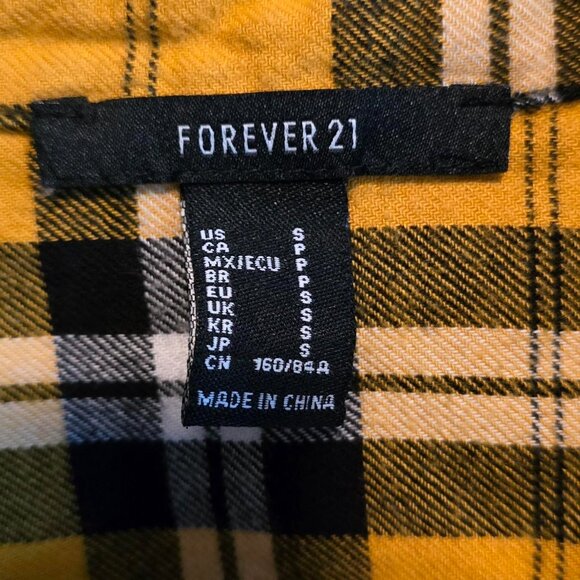 FOREVER 21
US S
CA P
MX/ECU P
BR P
EU S
UK S
KR S
JP S
CN 160/84A
MADE IN CHINA